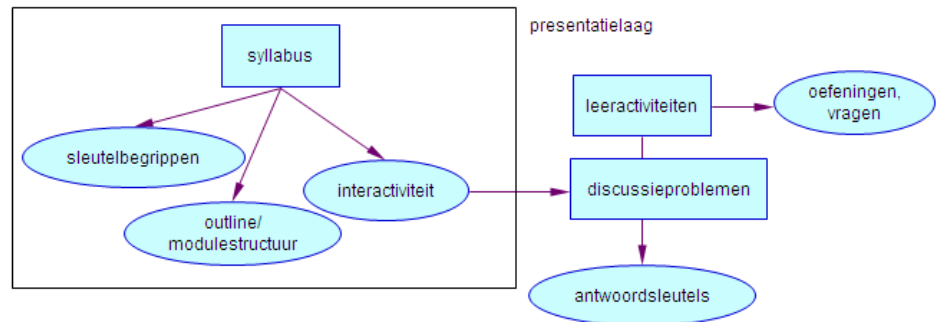 presentatielaag
syllabus
leeractiviteiten
oefeningen,
vragen
sleutelbegrippen
interactiviteit
discussieproblemen
outline/
modulestructuur
antwoordsleutels